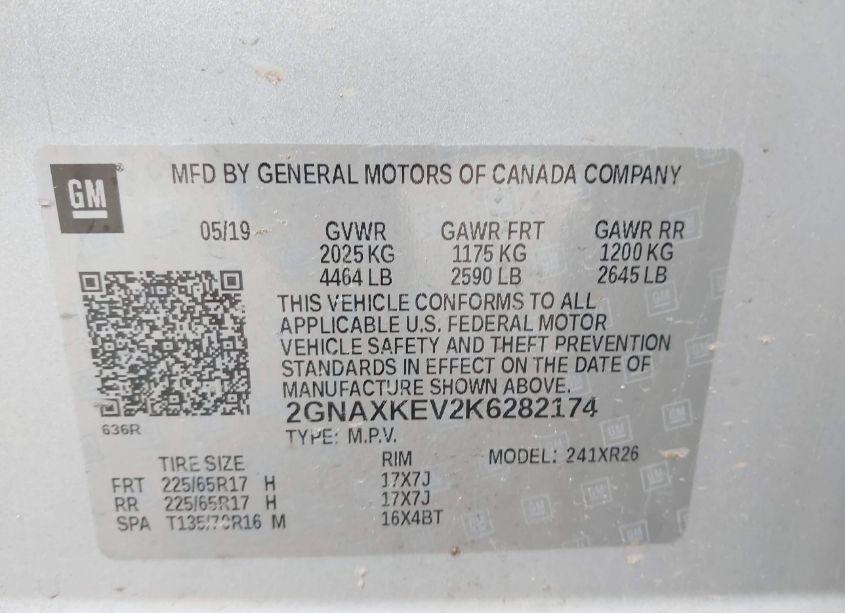 GM
MFD BY GENERAL MOTORS OF CANADA COMPANY
05/19 GVWR GAWR FRT GAWR RR
2025 KG 1175 KG 1200 KG
4464 LB 2590 LB 2645 LB
THIS VEHICLE CONFORMS TO ALL
APPLICABLE U.S. FEDERAL MOTOR
VEHICLE SAFETY AND THEFT PREVENTION
STANDARDS IN EFFECT ON THE DATE OF
MANUFACTURE SHOWN ABOVE.
2GNAXKEV2K6282174
636R
TYPE: M.P.V.
TIRE SIZE RIM MODEL: 241XR26
FRT 225/65R17 H 17X7J
RR 225/65R17 H 17X7J
SPA T135/70R16 M 16X4BT